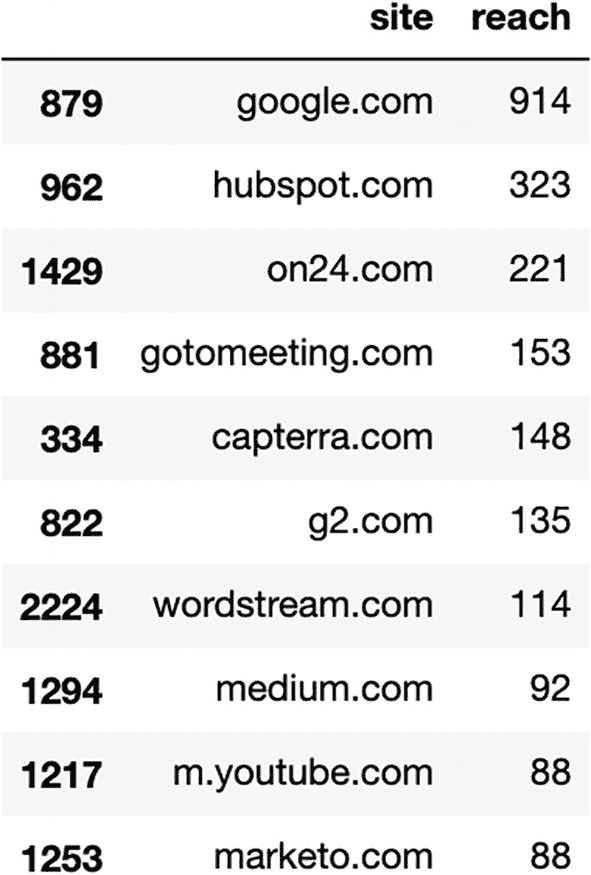 site reach
879 google.com 914
962 hubspot.com 323
1429 on24.com 221
881 gotomeeting.com 153
334 capterra.com 148
822 g2.com 135
2224 wordstream.com 114
1294 medium.com 92
1217 m.youtube.com 88
1253 marketo.com 88